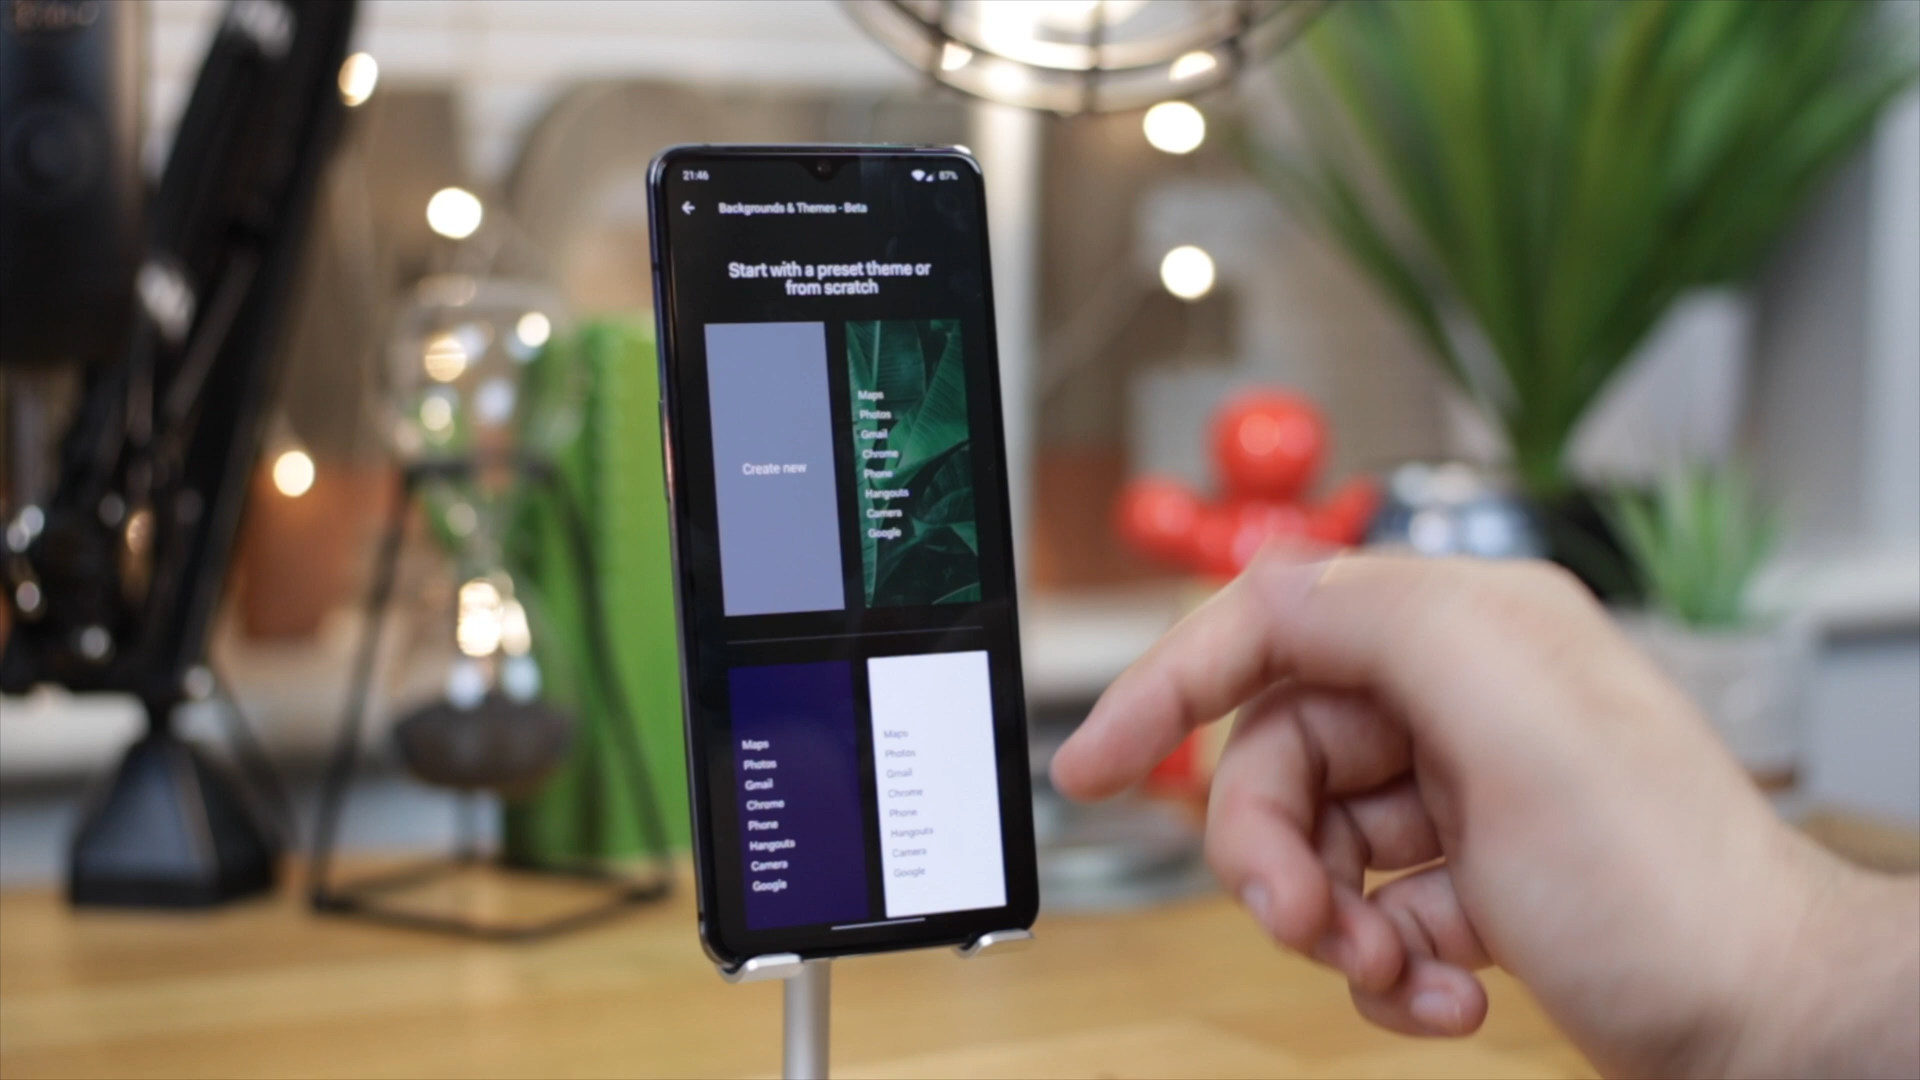 21:46
87%
Backgrounds & Themes - Beta
Start with a preset theme or
from scratch
Create new
Maps
Photos
Gmail
Chrome
Phone
Hangouts
Camera
Google
Maps
Photos
Gmail
Chrome
Phone
Hangouts
Camera
Google
Maps
Photos
Gmail
Chrome
Phone
Hangouts
Camera
Google